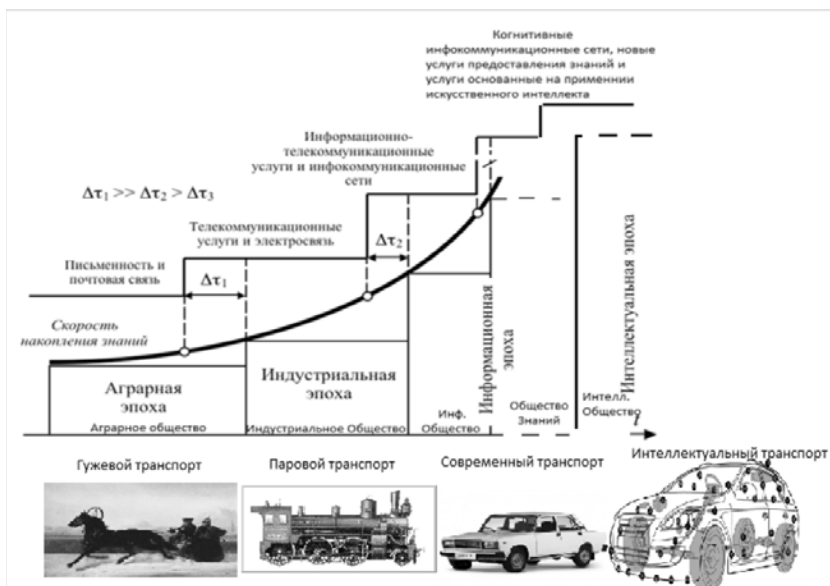 Когнитивные
инфокоммуникационные сети, новые
услуги предоставления знаний и
услуги основанные на применнии
искусственного интеллекта
Информационно-
телекоммуникационные
услуги и инфокоммуникационные
сети
Δτ₁ >> Δτ₂ > Δτ₃
Телекоммуникационные
услуги и электросвязь
Δτ₂
Письменность и
почтовая связь
Δτ₁
Скорость
накопления знаний
Аграрная
эпоха
Индустриальная
эпоха
Информационная
эпоха
Интеллектуальная эпоха
Аграрное общество
Индустриальное Общество
Инф.
Общество
Общество
Знаний
Интелл.
Общество
t
Гужевой транспорт
Паровой транспорт
Современный транспорт
Интеллектуальный транспорт